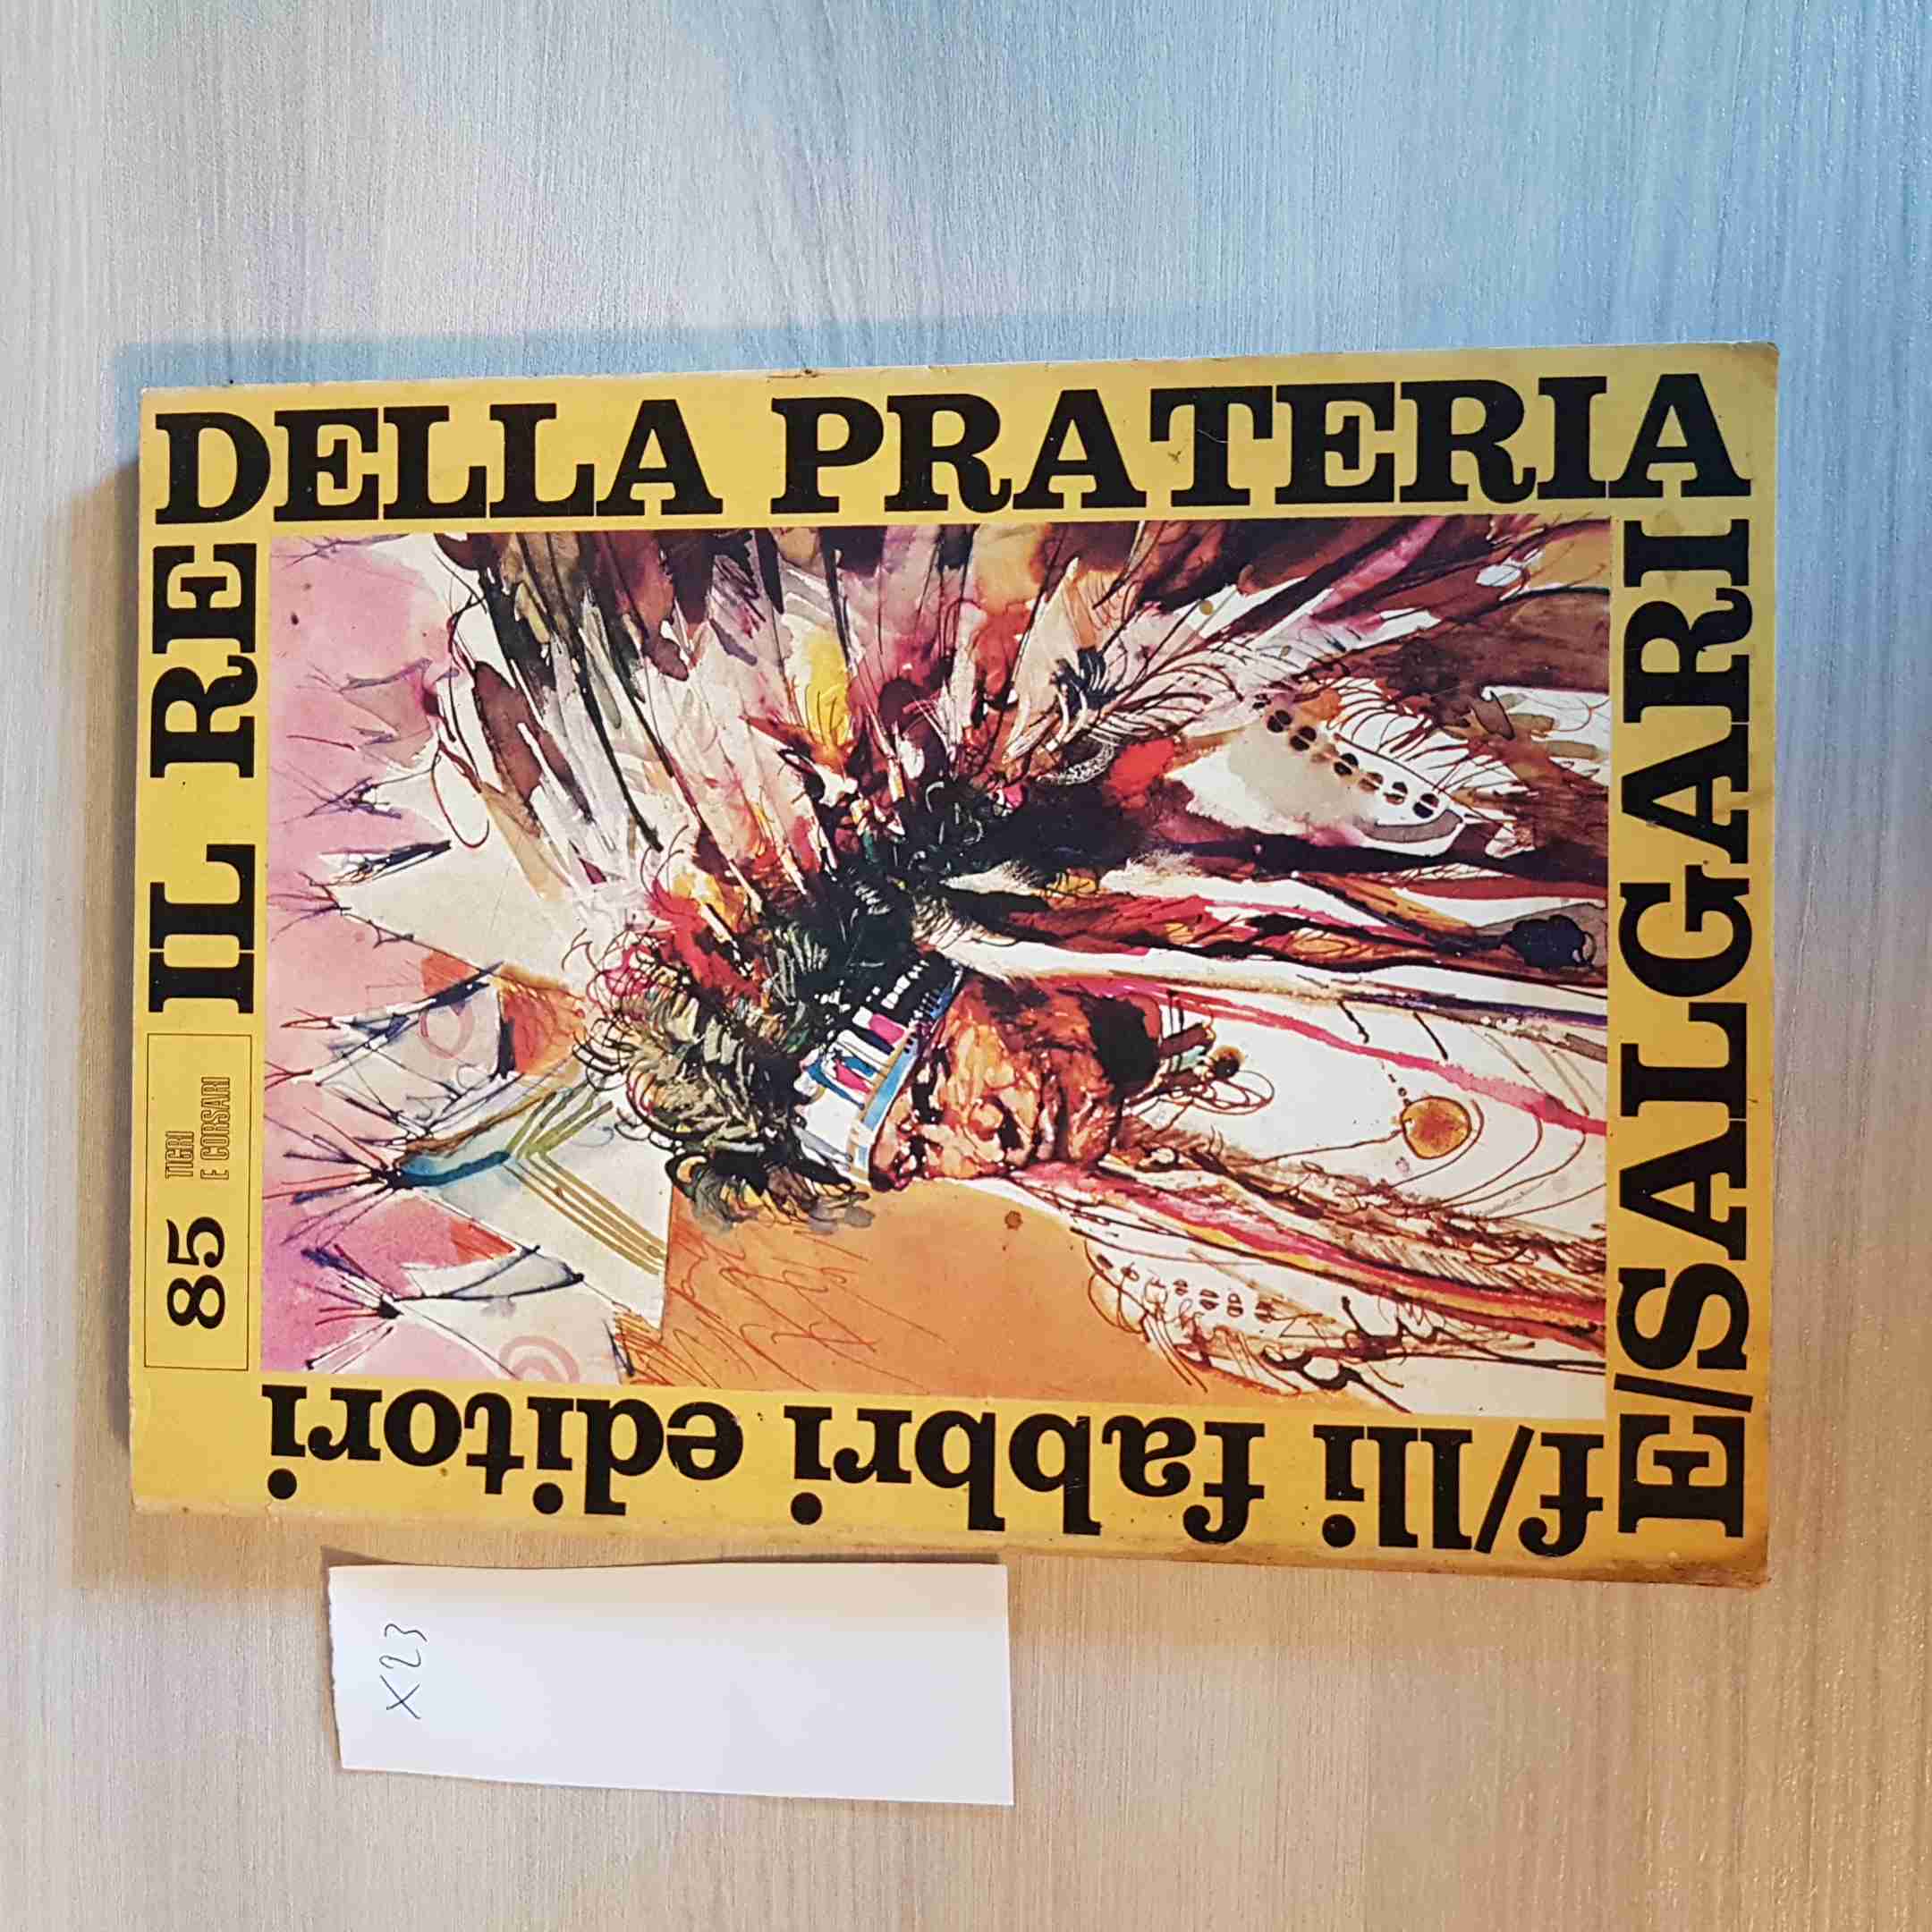 85
TIGRI
E CORSARI
IL RE
DELLA PRATERIA
E/SALGARI
f/lli fabbri editori
X23